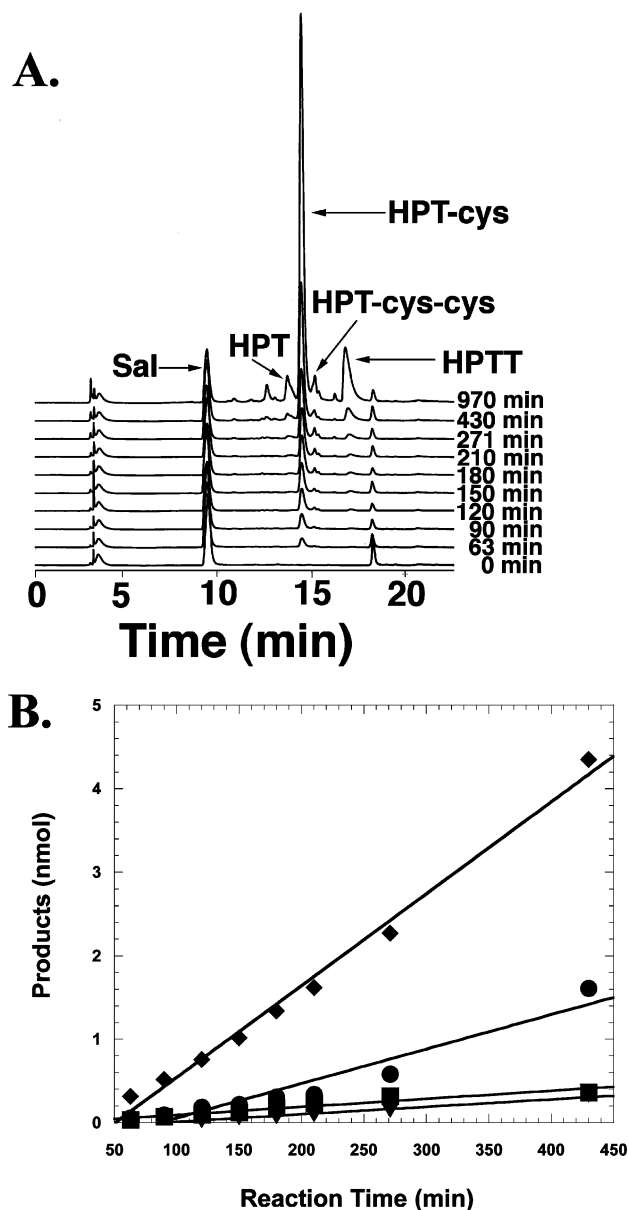 A.
HPT-cys
HPT-cys-cys
HPT
Sal
HPTT
970 min
430 min
271 min
210 min
180 min
150 min
120 min
90 min
63 min
0 min
0 5 10 15 20
Time (min)
B.
5
4
3
2
1
0
Products (nmol)
50 100 150 200 250 300 350 400 450
Reaction Time (min)